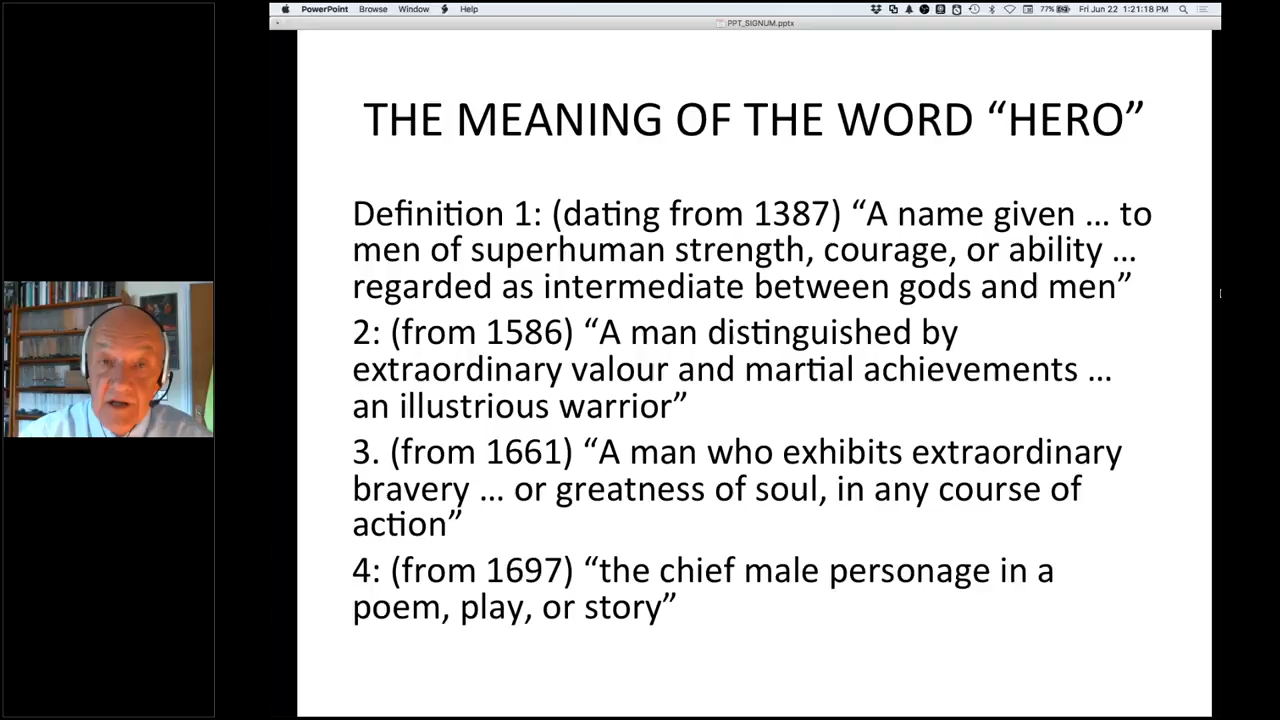 PowerPoint Browse Window Help
77% Fri Jun 22 1:21:18 PM
PPT_SIGNUM.pptx
THE MEANING OF THE WORD “HERO”
Definition 1: (dating from 1387) “A name given … to
men of superhuman strength, courage, or ability …
regarded as intermediate between gods and men”
2: (from 1586) “A man distinguished by
extraordinary valour and martial achievements …
an illustrious warrior”
3. (from 1661) “A man who exhibits extraordinary
bravery … or greatness of soul, in any course of
action”
4: (from 1697) “the chief male personage in a
poem, play, or story”